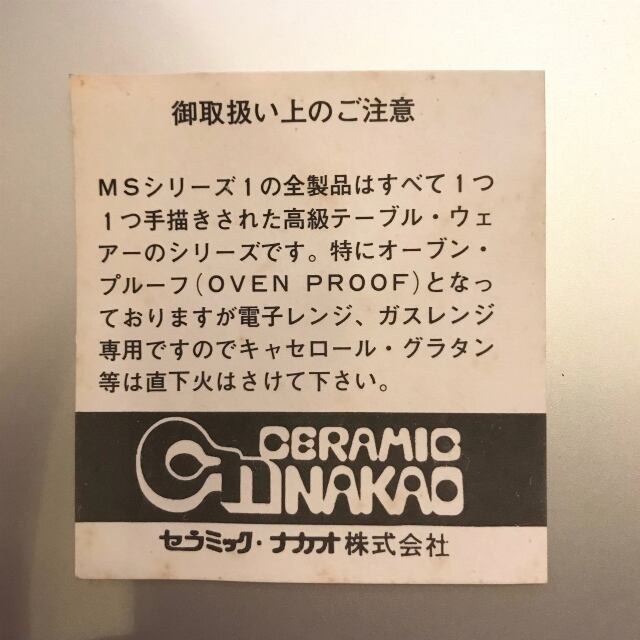 御取扱い上のご注意
MSシリーズ1の全製品はすべて1つ
1つ手描きされた高級テーブル・ウェ
アーのシリーズです。特にオーブン・
プルーフ(OVEN PROOF)となっ
ておりますが電子レンジ、ガスレンジ
専用ですのでキャセロール・グラタン
等は直下火はさけて下さい。
CERAMIC
NAKAO
セラミック・ナカオ株式会社